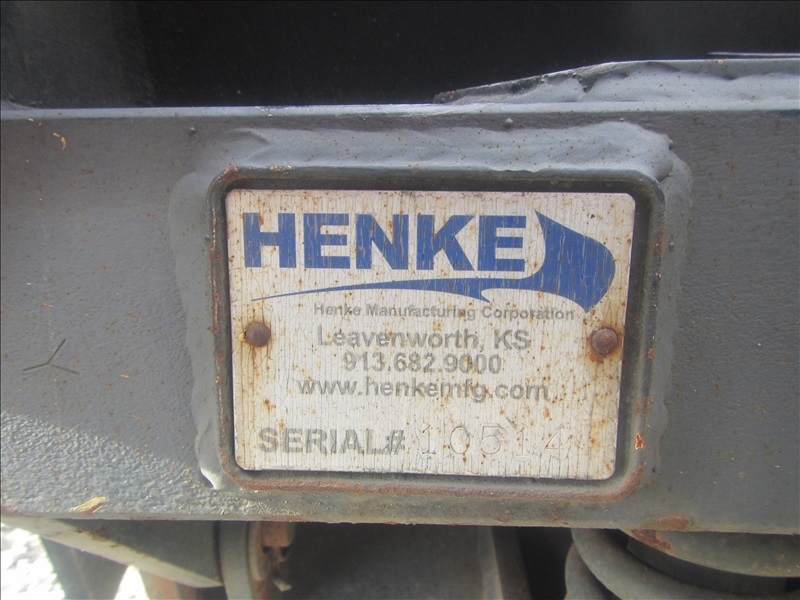 HENKE
Henke Manufacturing Corporation
Leavenworth, KS
913.682.9000
www.henkemfg.com
SERIAL# 10514